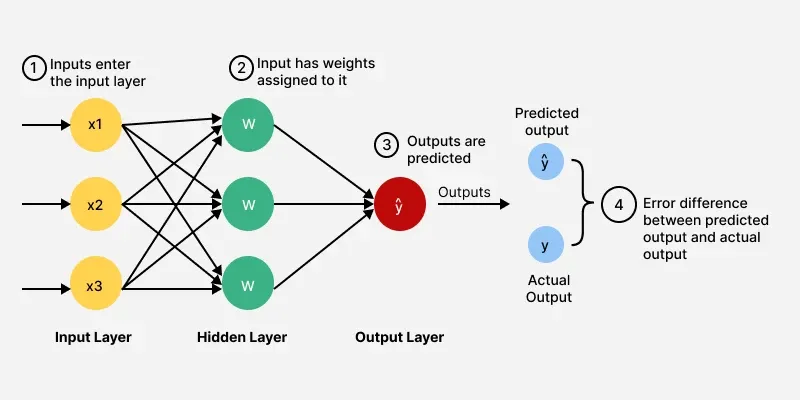 1
Inputs enter
the input layer
2
Input has weights
assigned to it
x1
x2
x3
W
W
W
3
Outputs are
predicted
ŷ
Outputs
Predicted
output
ŷ
y
Actual
Output
4
Error difference
between predicted
output and actual
output
Input Layer
Hidden Layer
Output Layer